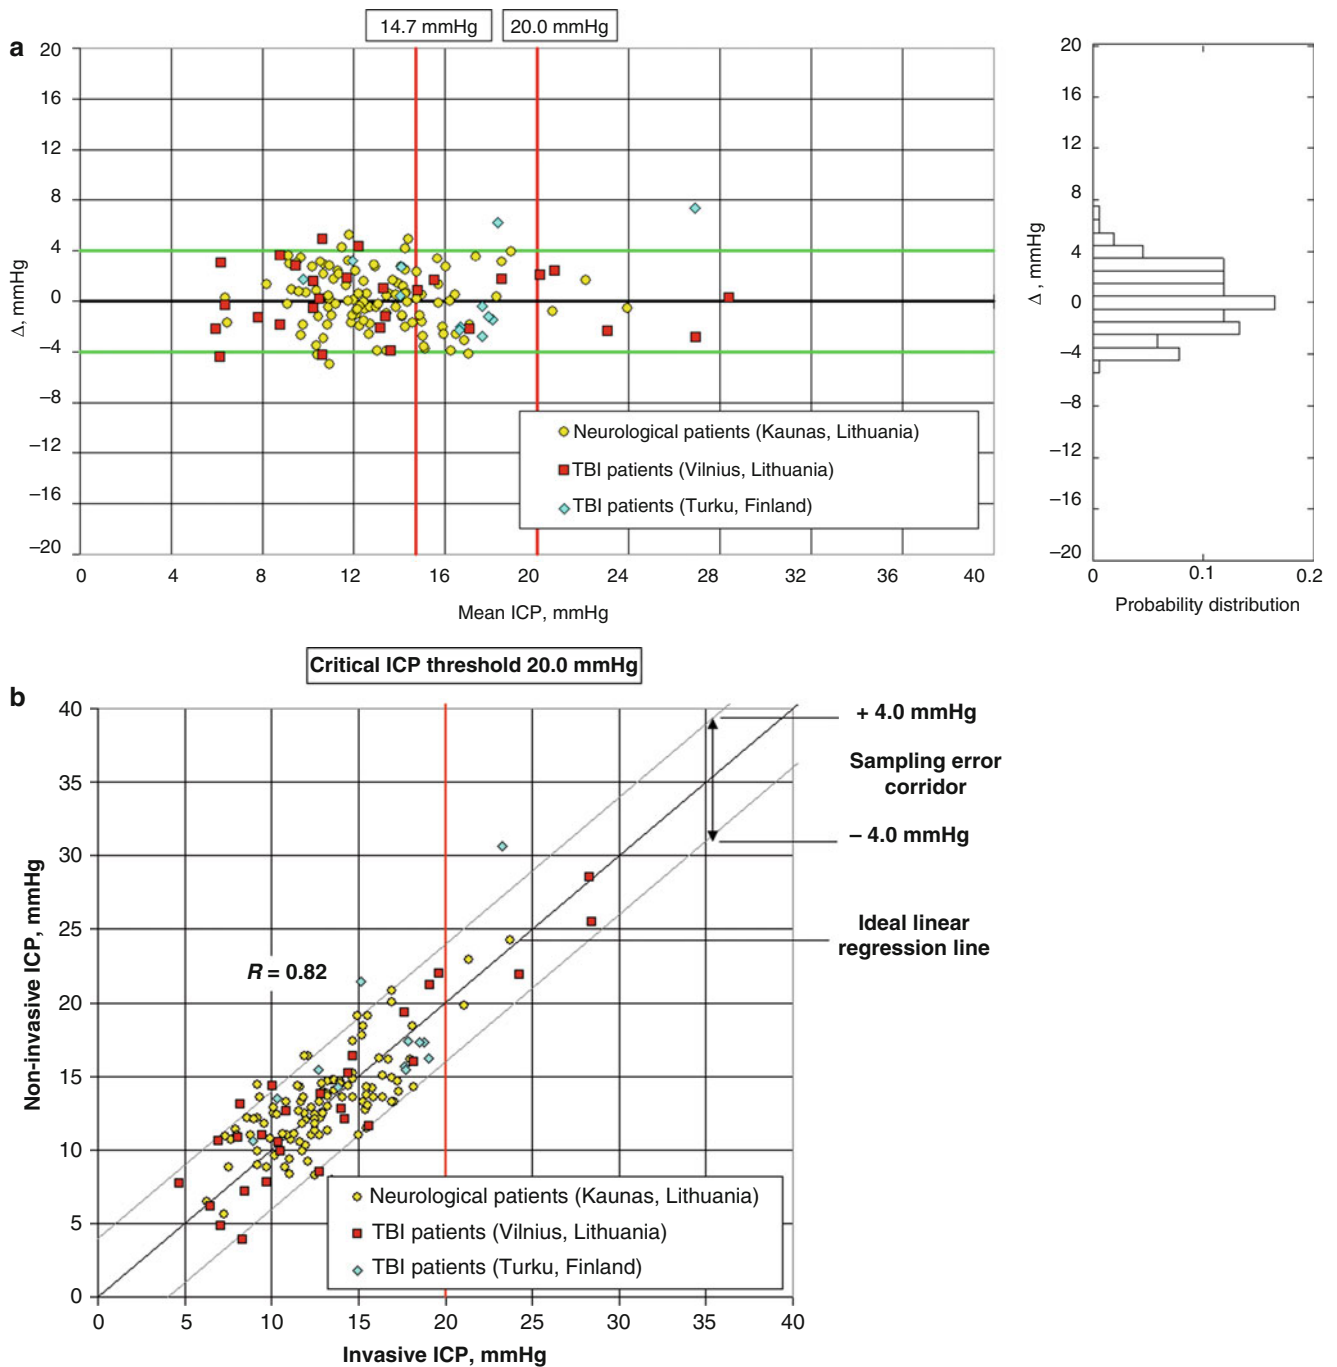 14.7 mmHg 20.0 mmHg
a
20
16
12
8
4
0
−4
−8
−12
−16
−20
Δ, mmHg
Neurological patients (Kaunas, Lithuania)
TBI patients (Vilnius, Lithuania)
TBI patients (Turku, Finland)
0 4 8 12 16 20 24 28 32 36 40
Mean ICP, mmHg
20
16
12
8
4
0
−4
−8
−12
−16
−20
Δ, mmHg
0 0.1 0.2
Probability distribution
Critical ICP threshold 20.0 mmHg
b
40
35
30
25
20
15
10
5
0
Non-invasive ICP, mmHg
R = 0.82
+ 4.0 mmHg
Sampling error
corridor
– 4.0 mmHg
Ideal linear
regression line
Neurological patients (Kaunas, Lithuania)
TBI patients (Vilnius, Lithuania)
TBI patients (Turku, Finland)
0 5 10 15 20 25 30 35 40
Invasive ICP, mmHg